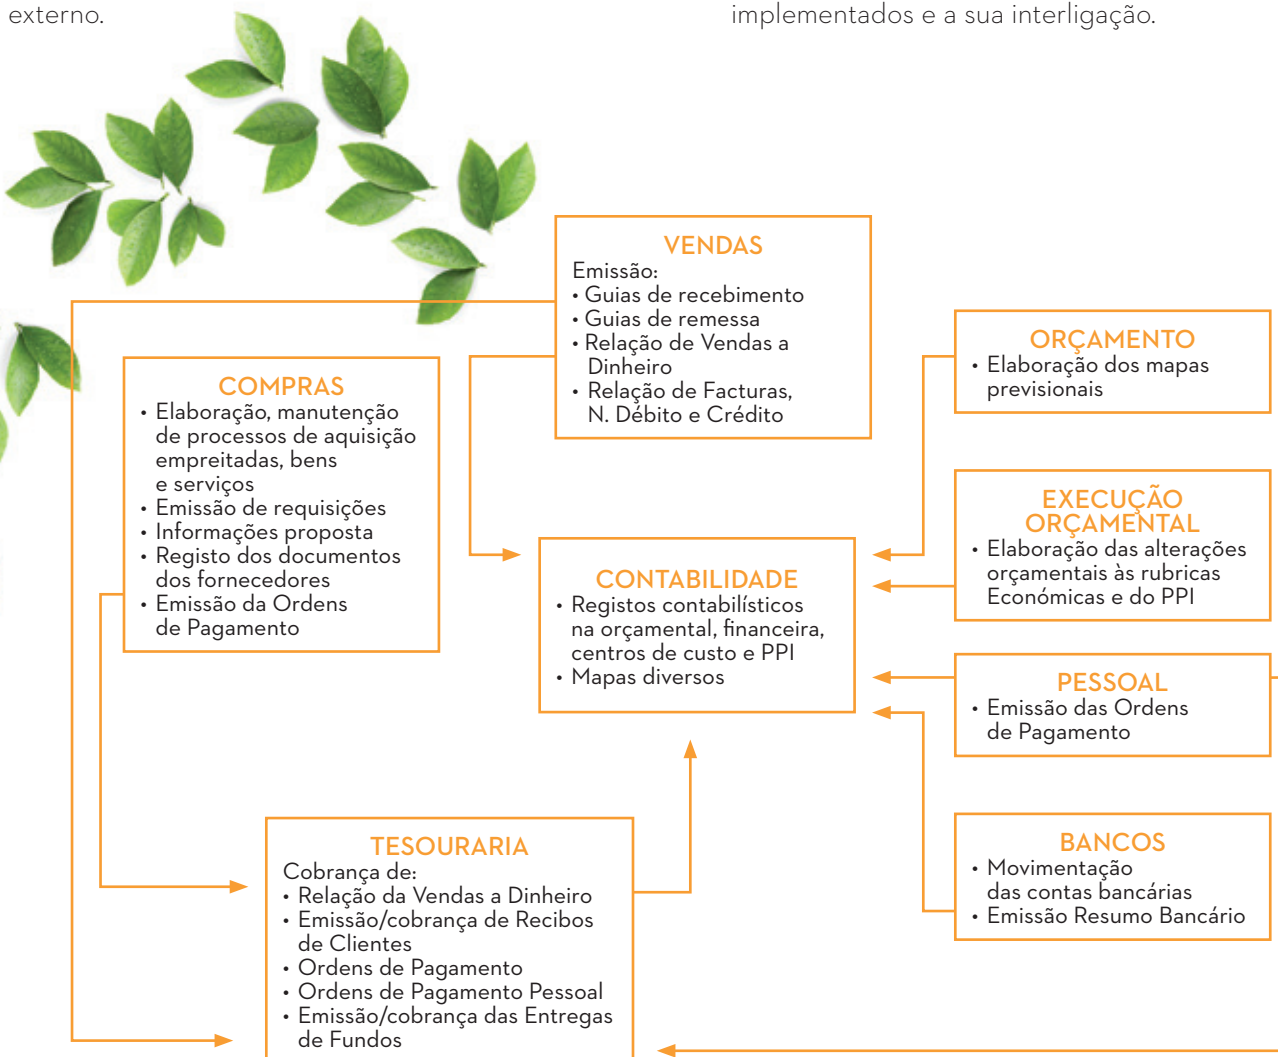 externo.
implementados e a sua interligação.
VENDAS
Emissão:
• Guias de recebimento
• Guias de remessa
• Relação de Vendas a
Dinheiro
• Relação de Facturas,
N. Débito e Crédito
COMPRAS
• Elaboração, manutenção
de processos de aquisição
empreitadas, bens
e serviços
• Emissão de requisições
• Informações proposta
• Registo dos documentos
dos fornecedores
• Emissão da Ordens
de Pagamento
ORÇAMENTO
• Elaboração dos mapas
previsionais
EXECUÇÃO
ORÇAMENTAL
• Elaboração das alterações
orçamentais às rubricas
Económicas e do PPI
CONTABILIDADE
• Registos contabilísticos
na orçamental, financeira,
centros de custo e PPI
• Mapas diversos
PESSOAL
• Emissão das Ordens
de Pagamento
BANCOS
• Movimentação
das contas bancárias
• Emissão Resumo Bancário
TESOURARIA
Cobrança de:
• Relação da Vendas a Dinheiro
• Emissão/cobrança de Recibos
de Clientes
• Ordens de Pagamento
• Ordens de Pagamento Pessoal
• Emissão/cobrança das Entregas
de Fundos